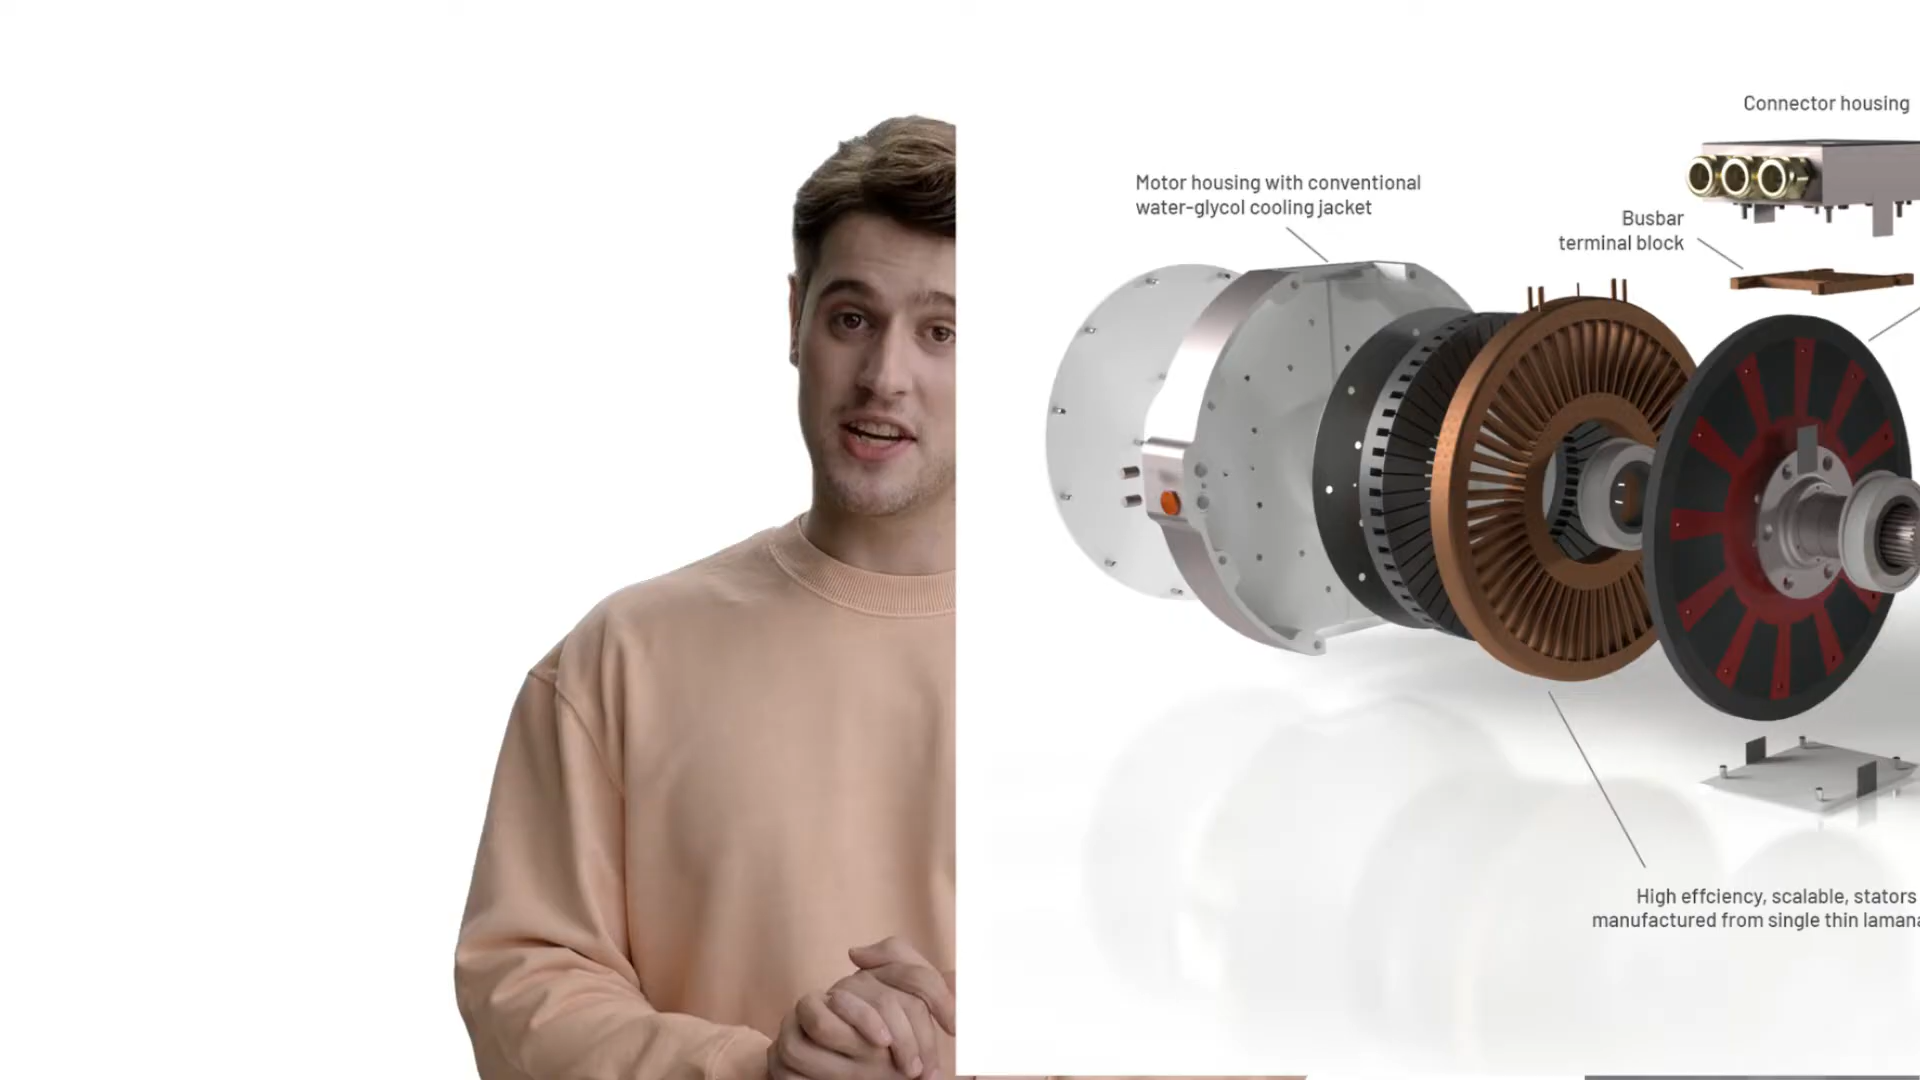 Connector housing
Motor housing with conventional
water-glycol cooling jacket
Busbar
terminal block
High effciency, scalable, stators
manufactured from single thin